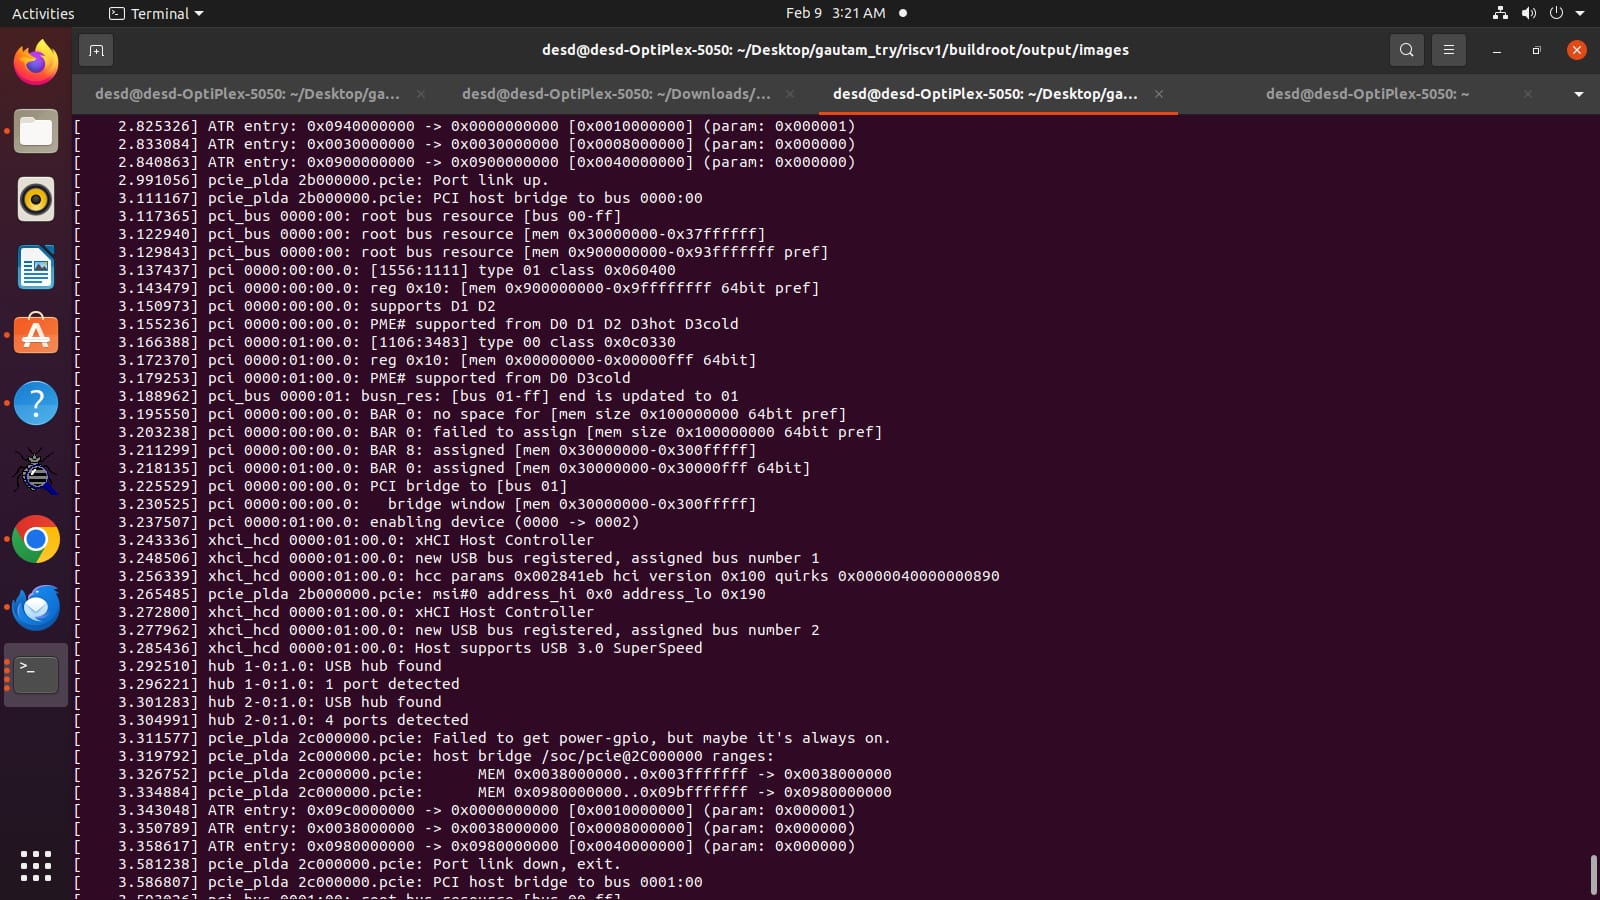 Activities
Terminal
Feb 9 3:21 AM
desd@desd-OptiPlex-5050: ~/Desktop/gautam_try/riscv1/buildroot/output/images
desd@desd-OptiPlex-5050: ~/Desktop/ga...
desd@desd-OptiPlex-5050: ~/Downloads/...
desd@desd-OptiPlex-5050: ~/Desktop/ga...
desd@desd-OptiPlex-5050: ~
[    2.825326] ATR entry: 0x0940000000 -> 0x0000000000 [0x0010000000] (param: 0x000001)
[    2.833084] ATR entry: 0x0030000000 -> 0x0030000000 [0x0008000000] (param: 0x000000)
[    2.840863] ATR entry: 0x0900000000 -> 0x0900000000 [0x0040000000] (param: 0x000000)
[    2.991056] pcie_plda 2b000000.pcie: Port link up.
[    3.111167] pcie_plda 2b000000.pcie: PCI host bridge to bus 0000:00
[    3.117365] pci_bus 0000:00: root bus resource [bus 00-ff]
[    3.122940] pci_bus 0000:00: root bus resource [mem 0x30000000-0x37ffffff]
[    3.129843] pci_bus 0000:00: root bus resource [mem 0x900000000-0x93fffffff pref]
[    3.137437] pci 0000:00:00.0: [1556:1111] type 01 class 0x060400
[    3.143479] pci 0000:00:00.0: reg 0x10: [mem 0x900000000-0x9ffffffff 64bit pref]
[    3.150973] pci 0000:00:00.0: supports D1 D2
[    3.155236] pci 0000:00:00.0: PME# supported from D0 D1 D2 D3hot D3cold
[    3.166388] pci 0000:01:00.0: [1106:3483] type 00 class 0x0c0330
[    3.172370] pci 0000:01:00.0: reg 0x10: [mem 0x00000000-0x00000fff 64bit]
[    3.179253] pci 0000:01:00.0: PME# supported from D0 D3cold
[    3.188962] pci_bus 0000:01: busn_res: [bus 01-ff] end is updated to 01
[    3.195550] pci 0000:00:00.0: BAR 0: no space for [mem size 0x100000000 64bit pref]
[    3.203238] pci 0000:00:00.0: BAR 0: failed to assign [mem size 0x100000000 64bit pref]
[    3.211299] pci 0000:00:00.0: BAR 8: assigned [mem 0x30000000-0x300fffff]
[    3.218135] pci 0000:01:00.0: BAR 0: assigned [mem 0x30000000-0x30000fff 64bit]
[    3.225529] pci 0000:00:00.0: PCI bridge to [bus 01]
[    3.230525] pci 0000:00:00.0:   bridge window [mem 0x30000000-0x300fffff]
[    3.237507] pci 0000:01:00.0: enabling device (0000 -> 0002)
[    3.243336] xhci_hcd 0000:01:00.0: xHCI Host Controller
[    3.248506] xhci_hcd 0000:01:00.0: new USB bus registered, assigned bus number 1
[    3.256339] xhci_hcd 0000:01:00.0: hcc params 0x002841eb hci version 0x100 quirks 0x0000040000000890
[    3.265485] pcie_plda 2b000000.pcie: msi#0 address_hi 0x0 address_lo 0x190
[    3.272800] xhci_hcd 0000:01:00.0: xHCI Host Controller
[    3.277962] xhci_hcd 0000:01:00.0: new USB bus registered, assigned bus number 2
[    3.285436] xhci_hcd 0000:01:00.0: Host supports USB 3.0 SuperSpeed
[    3.292510] hub 1-0:1.0: USB hub found
[    3.296221] hub 1-0:1.0: 1 port detected
[    3.301283] hub 2-0:1.0: USB hub found
[    3.304991] hub 2-0:1.0: 4 ports detected
[    3.311577] pcie_plda 2c000000.pcie: Failed to get power-gpio, but maybe it's always on.
[    3.319792] pcie_plda 2c000000.pcie: host bridge /soc/pcie@2C000000 ranges:
[    3.326752] pcie_plda 2c000000.pcie:      MEM 0x0038000000..0x003fffffff -> 0x0038000000
[    3.334884] pcie_plda 2c000000.pcie:      MEM 0x0980000000..0x09bfffffff -> 0x0980000000
[    3.343048] ATR entry: 0x09c0000000 -> 0x0000000000 [0x0010000000] (param: 0x000001)
[    3.350789] ATR entry: 0x0038000000 -> 0x0038000000 [0x0008000000] (param: 0x000000)
[    3.358617] ATR entry: 0x0980000000 -> 0x0980000000 [0x0040000000] (param: 0x000000)
[    3.581238] pcie_plda 2c000000.pcie: Port link down, exit.
[    3.586807] pcie_plda 2c000000.pcie: PCI host bridge to bus 0001:00